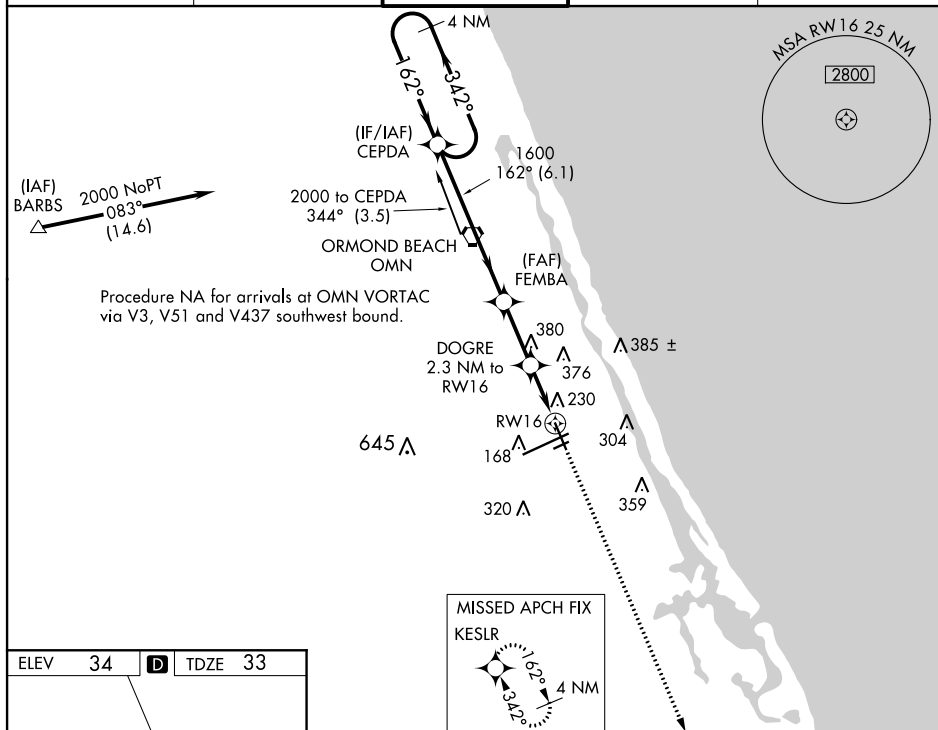 4 NM
162°
342°
MSA RW16 25 NM
2800
(IF/IAF)
CEPDA
1600
162° (6.1)
(IAF)
BARBS
2000 NoPT
083°
(14.6)
2000 to CEPDA
344° (3.5)
ORMOND BEACH
OMN
(FAF)
FEMBA
Procedure NA for arrivals at OMN VORTAC
via V3, V51 and V437 southwest bound.
380
385 ±
DOGRE
2.3 NM to
RW16
376
230
RW16
304
645
168
359
320
MISSED APCH FIX
KESLR
162°
4 NM
342°
ELEV 34 D TDZE 33